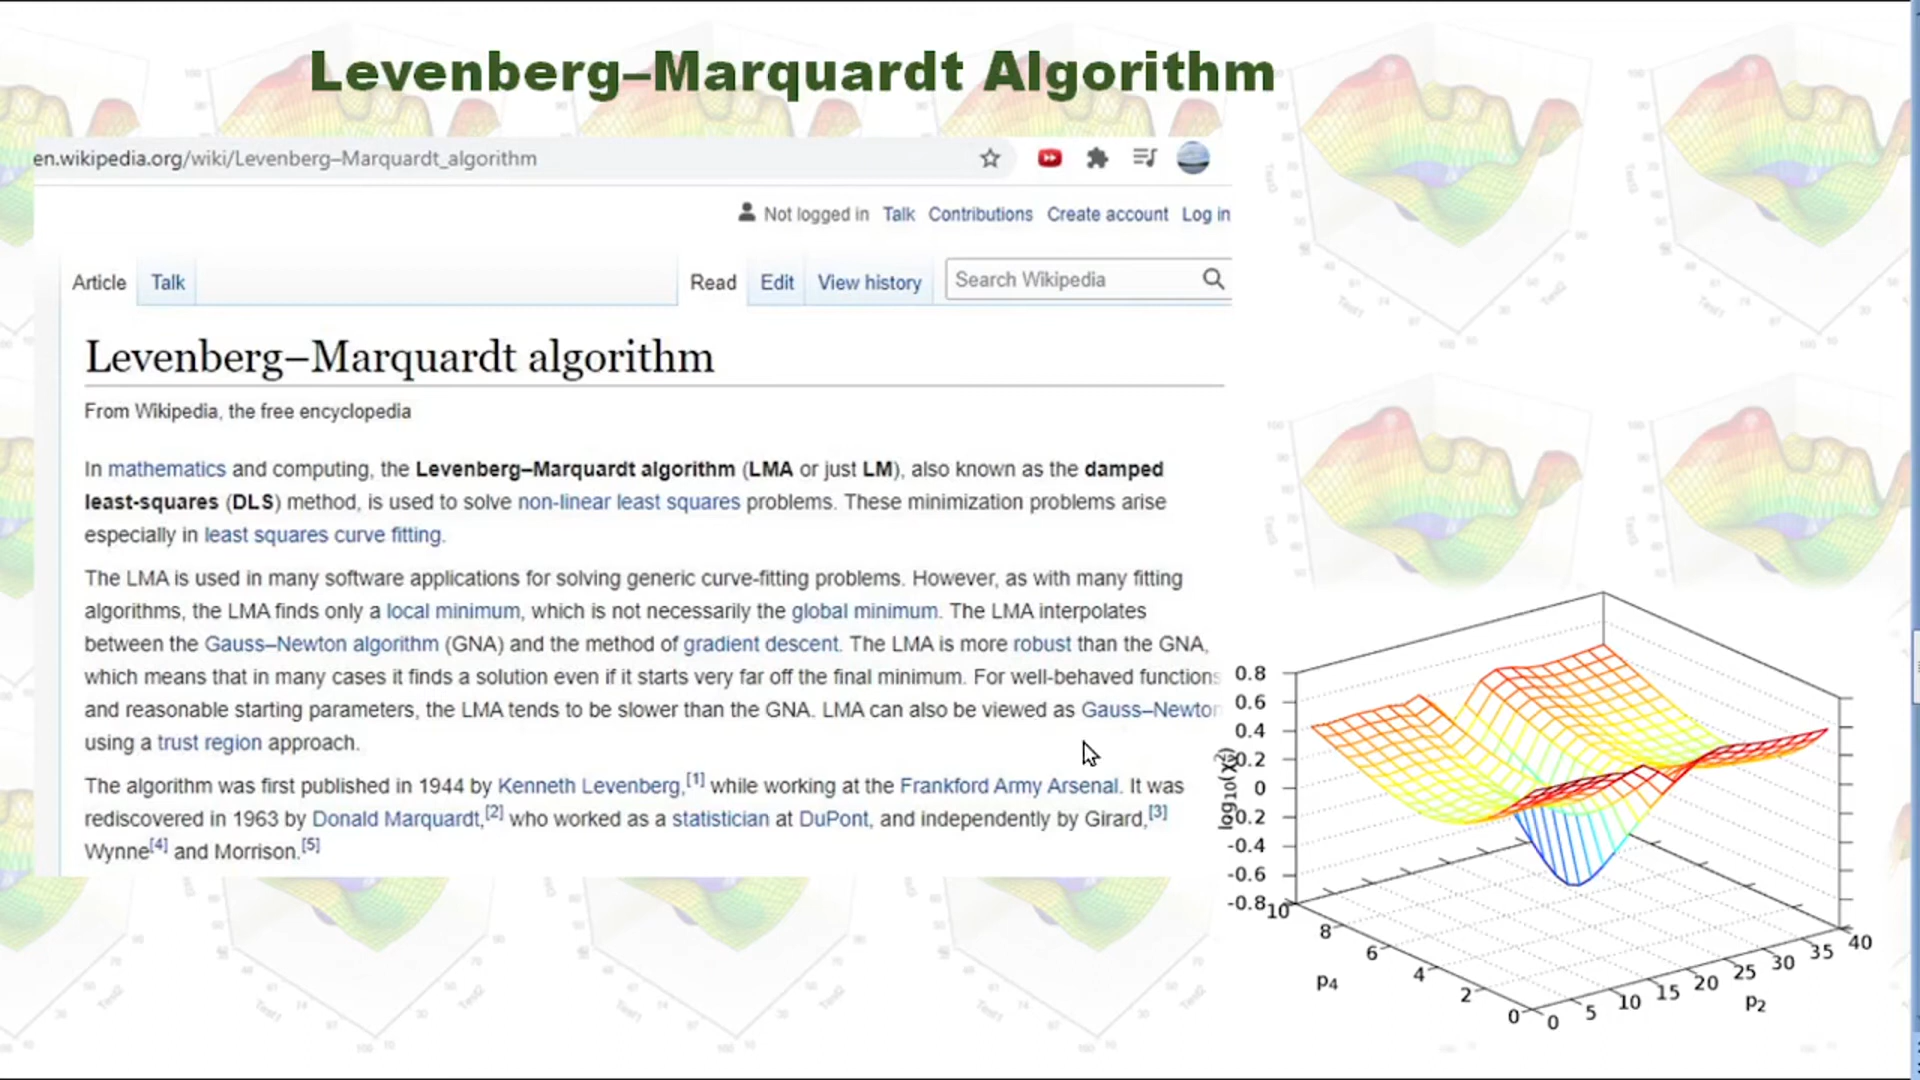 Levenberg–Marquardt Algorithm
en.wikipedia.org/wiki/Levenberg–Marquardt_algorithm
Not logged in Talk Contributions Create account Log in
Article Talk Read Edit View history Search Wikipedia
Levenberg–Marquardt algorithm
From Wikipedia, the free encyclopedia
In mathematics and computing, the Levenberg–Marquardt algorithm (LMA or just LM), also known as the damped
least-squares (DLS) method, is used to solve non-linear least squares problems. These minimization problems arise
especially in least squares curve fitting.
The LMA is used in many software applications for solving generic curve-fitting problems. However, as with many fitting
algorithms, the LMA finds only a local minimum, which is not necessarily the global minimum. The LMA interpolates
between the Gauss–Newton algorithm (GNA) and the method of gradient descent. The LMA is more robust than the GNA,
which means that in many cases it finds a solution even if it starts very far off the final minimum. For well-behaved functions
and reasonable starting parameters, the LMA tends to be slower than the GNA. LMA can also be viewed as Gauss–Newton
using a trust region approach.
The algorithm was first published in 1944 by Kenneth Levenberg,[1] while working at the Frankford Army Arsenal. It was
rediscovered in 1963 by Donald Marquardt,[2] who worked as a statistician at DuPont, and independently by Girard,[3]
Wynne[4] and Morrison.[5]
0.8
0.6
0.4
0.2
0
-0.2
-0.4
-0.6
-0.8
log10(χ²)
10
8
6
4
2
0
p4
0 5 10 15 20 25 30 35 40
p2